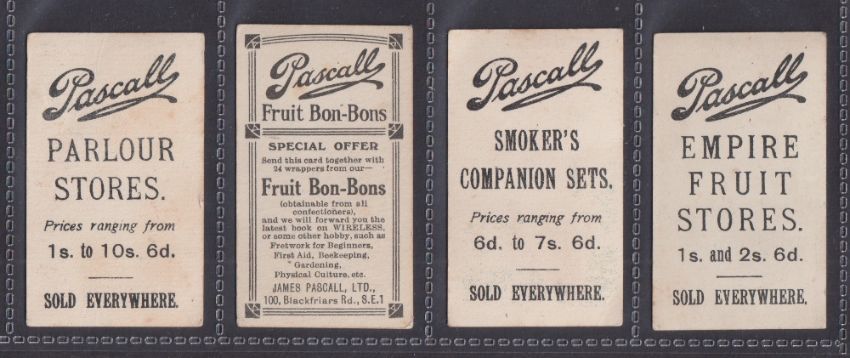 Pascall
PARLOUR
STORES.
Prices ranging from
1s. to 10s. 6d.
SOLD EVERYWHERE.
Pascall
Fruit Bon-Bons
SPECIAL OFFER
Send this card together with
24 wrappers from our—
Fruit Bon-Bons
(obtainable from all
confectioners),
and we will forward you the
latest book on WIRELESS,
or some other hobby, such as
Fretwork for Beginners,
First Aid, Beekeeping,
Gardening,
Physical Culture, etc.
JAMES PASCALL, LTD.,
100, Blackfriars Rd., S.E.1
Pascall
SMOKER'S
COMPANION SETS.
Prices ranging from
6d. to 7s. 6d.
SOLD EVERYWHERE.
Pascall
EMPIRE
FRUIT
STORES.
1s. and 2s. 6d.
SOLD EVERYWHERE.